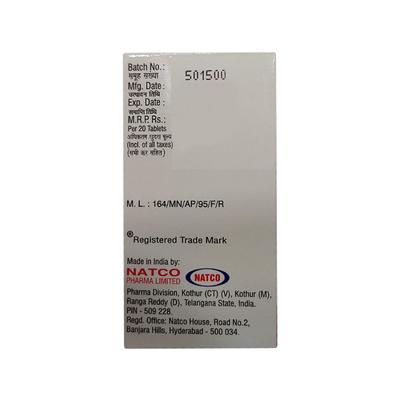 Batch No.: 501500
समूह संख्या
Mfg. Date :
उत्पादन तिथि
Exp. Date :
समाप्ति तिथि
M.R.P. Rs.:
Per 20 Tablets
अधिकतम खुदरा मूल्य
(Incl. of all taxes)
(सभी कर सहित)
M. L. : 164/MN/AP/95/F/R
®Registered Trade Mark
Made in India by:
NATCO NATCO
PHARMA LIMITED
Pharma Division, Kothur (CT) (V), Kothur (M),
Ranga Reddy (D), Telangana State, India.
PIN - 509 228.
Regd. Office: Natco House, Road No.2,
Banjara Hills, Hyderabad - 500 034.